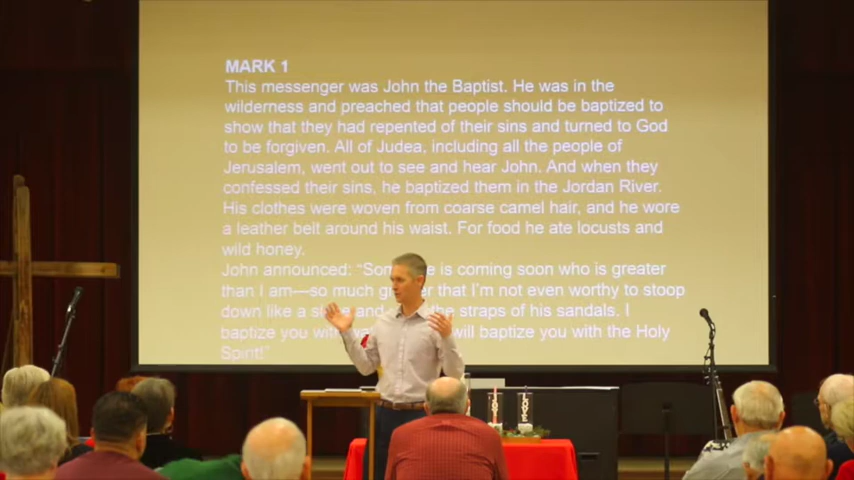 MARK 1
This messenger was John the Baptist. He was in the
wilderness and preached that people should be baptized to
show that they had repented of their sins and turned to God
to be forgiven. All of Judea, including all the people of
Jerusalem, went out to see and hear John. And when they
confessed their sins, he baptized them in the Jordan River.
His clothes were woven from coarse camel hair, and he wore
a leather belt around his waist. For food he ate locusts and
wild honey.
John announced: “ is coming soon who is greater
than I am—so much that I’m not even worthy to stoop
down like a the straps of his sandals. I
baptize you will baptize you with the Holy
Spirit!”